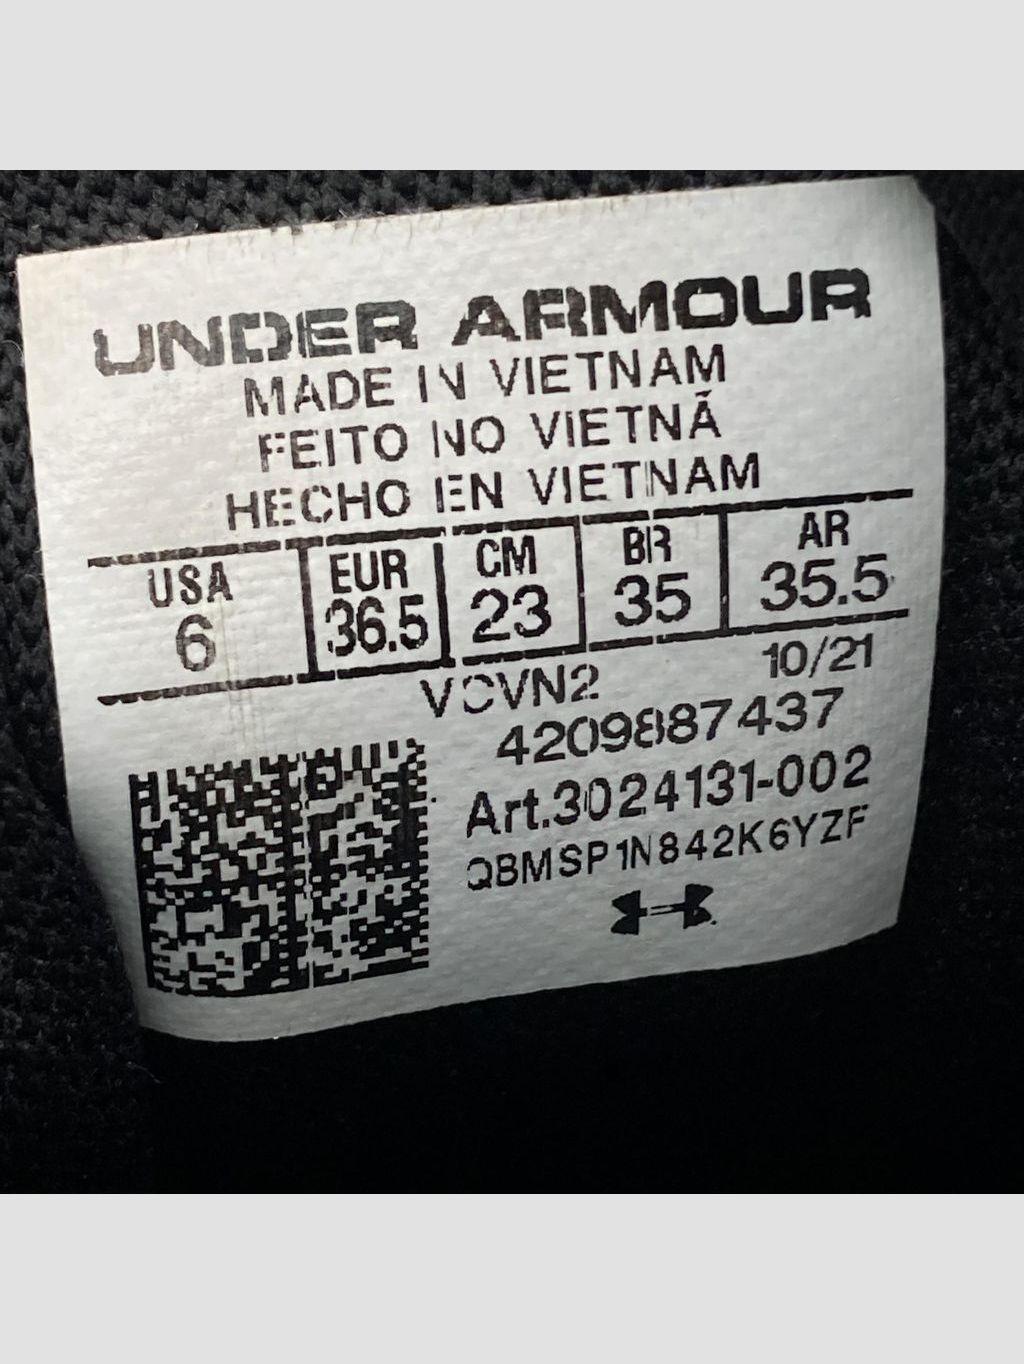 UNDER ARMOUR
MADE IN VIETNAM
FEITO NO VIETNÃ
HECHO EN VIETNAM
USA EUR CM BR AR
6 36.5 23 35 35.5
VCVN2 10/21
4209887437
Art.3024131-002
QBMSP1N842K6YZF